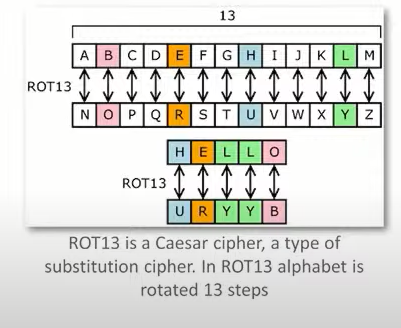 13
A B C D E F G H I J K L M
ROT13
N O P Q R S T U V W X Y Z
H E L L O
ROT13
U R Y Y B
ROT13 is a Caesar cipher, a type of
substitution cipher. In ROT13 alphabet is
rotated 13 steps